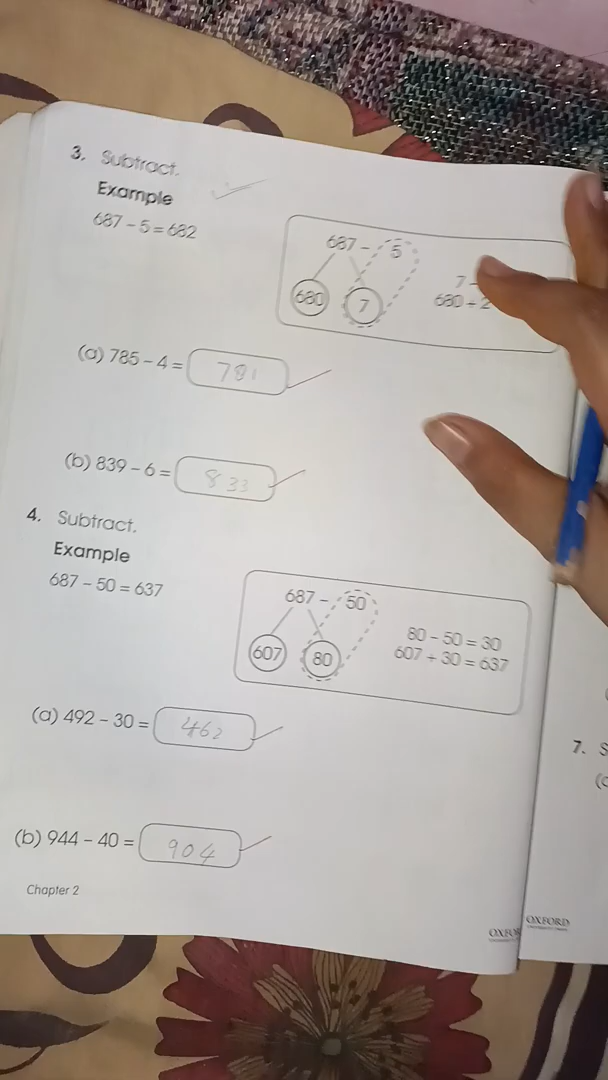 3. Subtract.
Example
687 – 5 = 682
687 – 5
680 7
7 –
680 + 2
(a) 785 – 4 = 781
(b) 839 – 6 = 833
4. Subtract.
Example
687 – 50 = 637
687 – 50
607 80
80 – 50 = 30
607 + 30 = 637
(a) 492 – 30 = 462
(b) 944 – 40 = 904
Chapter 2
7. S
OXFORD